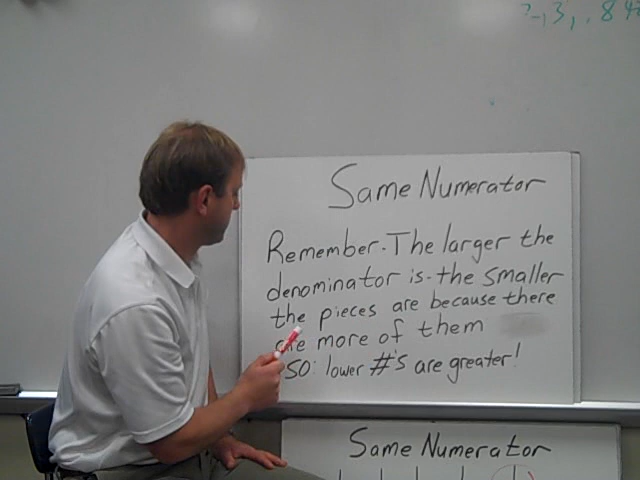 Same Numerator
Remember. The larger the
denominator is. the smaller
the pieces are because there
are more of them
SO: lower #'s are greater!
Same Numerator